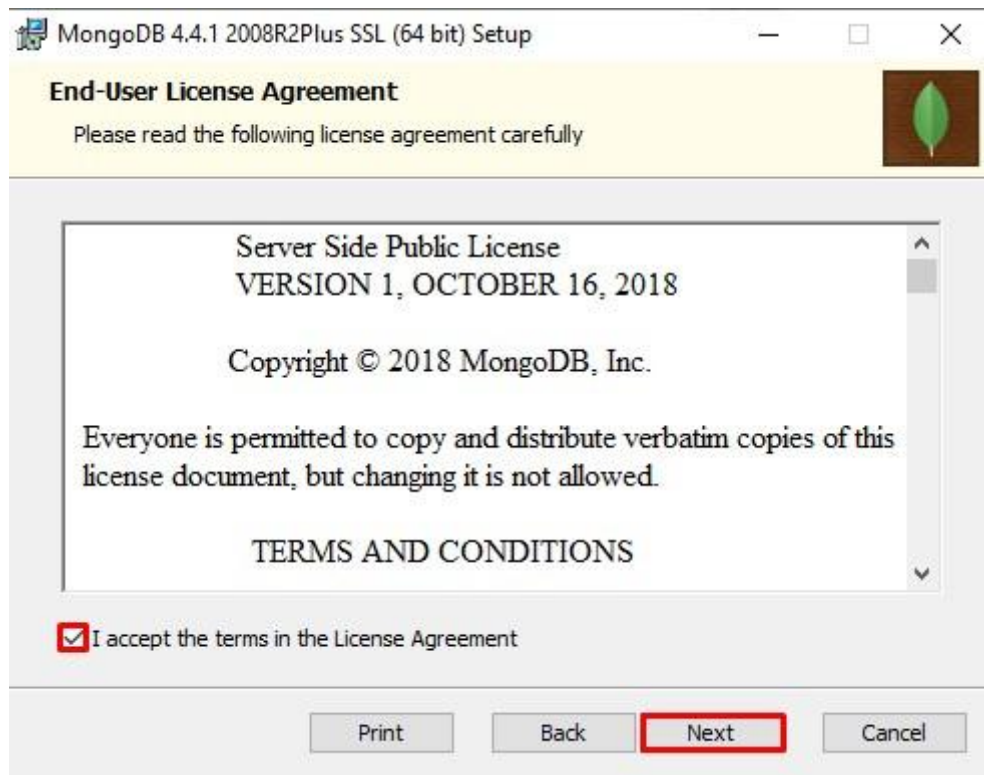 MongoDB 4.4.1 2008R2Plus SSL (64 bit) Setup
End-User License Agreement
Please read the following license agreement carefully
Server Side Public License
VERSION 1, OCTOBER 16, 2018
Copyright © 2018 MongoDB, Inc.
Everyone is permitted to copy and distribute verbatim copies of this
license document, but changing it is not allowed.
TERMS AND CONDITIONS
I accept the terms in the License Agreement
Print Back Next Cancel